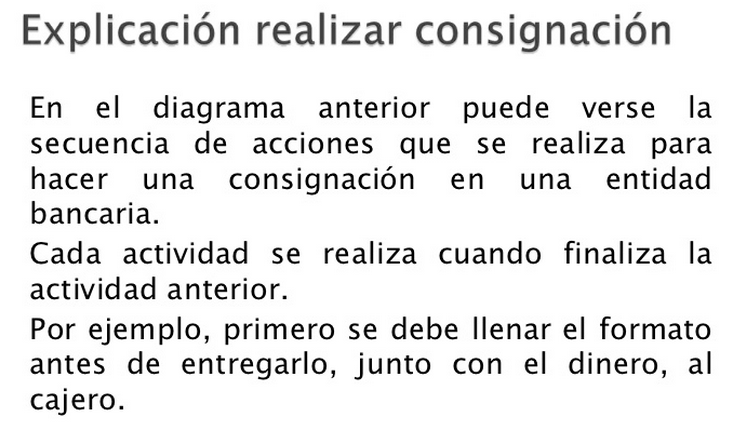 Explicación realizar consignación
En el diagrama anterior puede verse la
secuencia de acciones que se realiza para
hacer una consignación en una entidad
bancaria.
Cada actividad se realiza cuando finaliza la
actividad anterior.
Por ejemplo, primero se debe llenar el formato
antes de entregarlo, junto con el dinero, al
cajero.